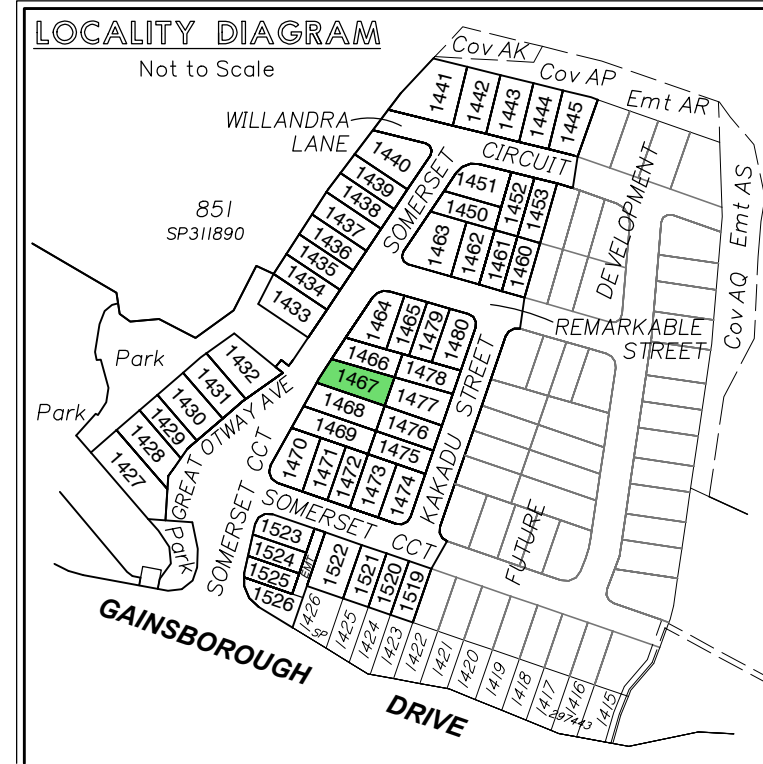 LOCALITY DIAGRAM
Not to Scale
Cov AK
Cov AP
Emt AR
Emt AS
Cov AQ
WILLANDRA
LANE
1441
1442
1443
1444
1445
CIRCUIT
SOMERSET
1440
1439
1438
1437
1436
1435
1434
1433
851
SP311890
1451
1452
1453
1450
1463
1462
1461
1460
DEVELOPMENT
REMARKABLE
STREET
1464
1465
1479
1480
1466
1478
1467
1477
1468
1476
1469
1475
1470
1471
1472
1473
1474
KAKADU STREET
Park
Park
1432
1431
1430
1429
1428
1427
GREAT OTWAY AVE
Park
SOMERSET CCT
SOMERSET CCT
1523
1524
1525
1526
EMT
1522
1521
1520
1519
FUTURE
1426
SP
1425
1424
1423
1422
1421
1420
1419
1418
1417
1416
1415
297443
GAINSBOROUGH
DRIVE